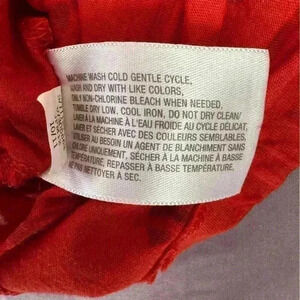 MACHINE WASH COLD GENTLE CYCLE,
WASH AND DRY WITH LIKE COLORS,
ONLY NON-CHLORINE BLEACH WHEN NEEDED,
TUMBLE DRY LOW. COOL IRON, DO NOT DRY CLEAN/
LAVER À LA MACHINE À L'EAU FROIDE AU CYCLE DÉLICAT,
LAVER ET SÉCHER AVEC DES COULEURS SEMBLABLES,
UTILISER AU BESOIN UN AGENT DE BLANCHIMENT SANS
CHLORE UNIQUEMENT. SÉCHER À LA MACHINE À BASSE
TEMPÉRATURE, REPASSER À BASSE TEMPÉRATURE.
NE PAS NETTOYER À SEC.